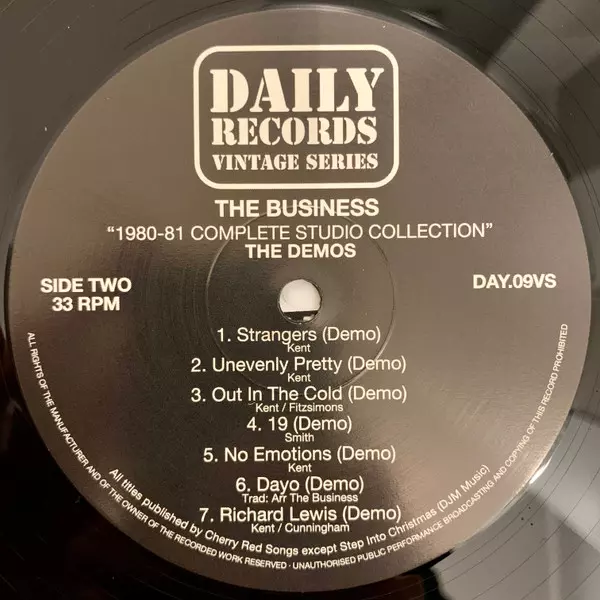 DAILY
RECORDS
VINTAGE SERIES
THE BUSINESS
“1980-81 COMPLETE STUDIO COLLECTION”
THE DEMOS
SIDE TWO
33 RPM
DAY.09VS
1. Strangers (Demo)
Kent
2. Unevenly Pretty (Demo)
Kent
3. Out In The Cold (Demo)
Kent / Fitzsimons
4. 19 (Demo)
Smith
5. No Emotions (Demo)
Kent
6. Dayo (Demo)
Trad: Arr The Business
7. Richard Lewis (Demo)
Kent / Cunningham
All titles published by Cherry Red Songs except Step Into Christmas (DJM Music)
ALL RIGHTS OF THE MANUFACTURER AND OF THE OWNER OF THE RECORDED WORK RESERVED - UNAUTHORISED PUBLIC PERFORMANCE BROADCASTING AND COPYING OF THIS RECORD PROHIBITED